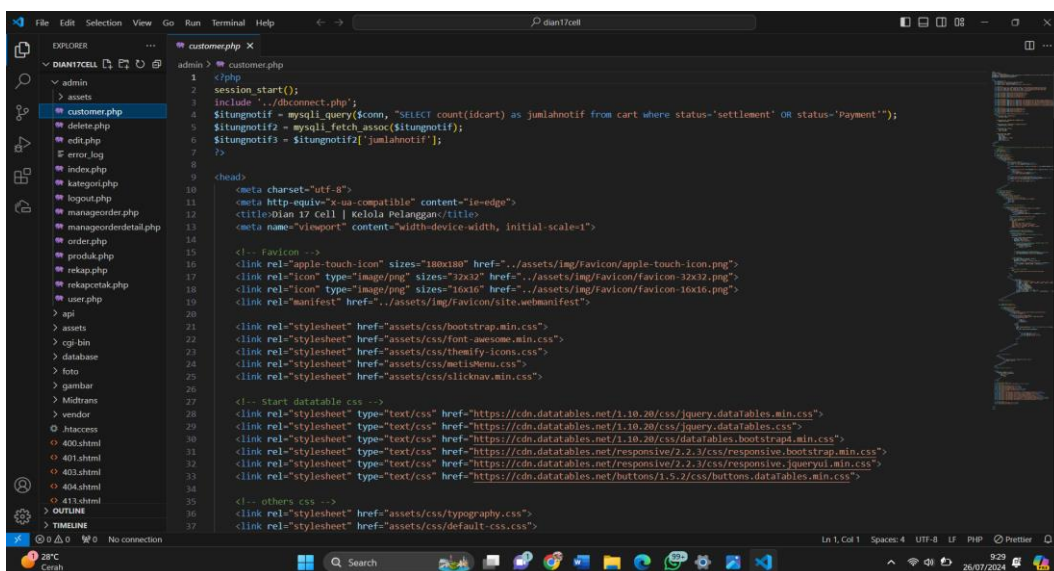 File Edit Selection View Go Run Terminal Help
dian17cell
EXPLORER
DIAN17CELL
admin
assets
customer.php
delete.php
edit.php
error_log
index.php
kategori.php
logout.php
manageorder.php
manageorderdetail.php
order.php
produk.php
rekap.php
rekapcetak.php
user.php
api
assets
cgi-bin
database
foto
gambar
Midtrans
vendor
.htaccess
400.shtml
401.shtml
403.shtml
404.shtml
413.shtml
OUTLINE
TIMELINE
customer.php
admin > customer.php
1 <?php
2 session_start();
3 include '../dbconnect.php';
4 $itungnotif = mysqli_query($conn, "SELECT count(idcart) as jumlahnotif from cart where status='settlement' OR status='Payment'");
5 $itungnotif2 = mysqli_fetch_assoc($itungnotif);
6 $itungnotif3 = $itungnotif2['jumlahnotif'];
7 ?>
8
9 <head>
10 <meta charset="utf-8">
11 <meta http-equiv="x-ua-compatible" content="ie=edge">
12 <title>Dian 17 Cell | Kelola Pelanggan</title>
13 <meta name="viewport" content="width=device-width, initial-scale=1">
14
15 <!-- Favicon -->
16 <link rel="apple-touch-icon" sizes="180x180" href="../assets/img/Favicon/apple-touch-icon.png">
17 <link rel="icon" type="image/png" sizes="32x32" href="../assets/img/Favicon/favicon-32x32.png">
18 <link rel="icon" type="image/png" sizes="16x16" href="../assets/img/Favicon/favicon-16x16.png">
19 <link rel="manifest" href="../assets/img/Favicon/site.webmanifest">
20
21 <link rel="stylesheet" href="assets/css/bootstrap.min.css">
22 <link rel="stylesheet" href="assets/css/font-awesome.min.css">
23 <link rel="stylesheet" href="assets/css/themify-icons.css">
24 <link rel="stylesheet" href="assets/css/metisMenu.css">
25 <link rel="stylesheet" href="assets/css/slicknav.min.css">
26
27 <!-- Start datatable css -->
28 <link rel="stylesheet" type="text/css" href="https://cdn.datatables.net/1.10.20/css/jquery.dataTables.min.css">
29 <link rel="stylesheet" type="text/css" href="https://cdn.datatables.net/1.10.20/css/jquery.dataTables.css">
30 <link rel="stylesheet" type="text/css" href="https://cdn.datatables.net/1.10.20/css/dataTables.bootstrap4.min.css">
31 <link rel="stylesheet" type="text/css" href="https://cdn.datatables.net/responsive/2.2.3/css/responsive.bootstrap.min.css">
32 <link rel="stylesheet" type="text/css" href="https://cdn.datatables.net/responsive/2.2.3/css/responsive.jqueryui.min.css">
33 <link rel="stylesheet" type="text/css" href="https://cdn.datatables.net/buttons/1.5.2/css/buttons.dataTables.min.css">
34
35 <!-- others css -->
36 <link rel="stylesheet" href="assets/css/typography.css">
37 <link rel="stylesheet" href="assets/css/default-css.css">
0 0 0 No connection
Ln 1, Col 1 Spaces: 4 UTF-8 LF PHP Prettier
1 28°C
Cerah
Search
99+
9:29
26/07/2024